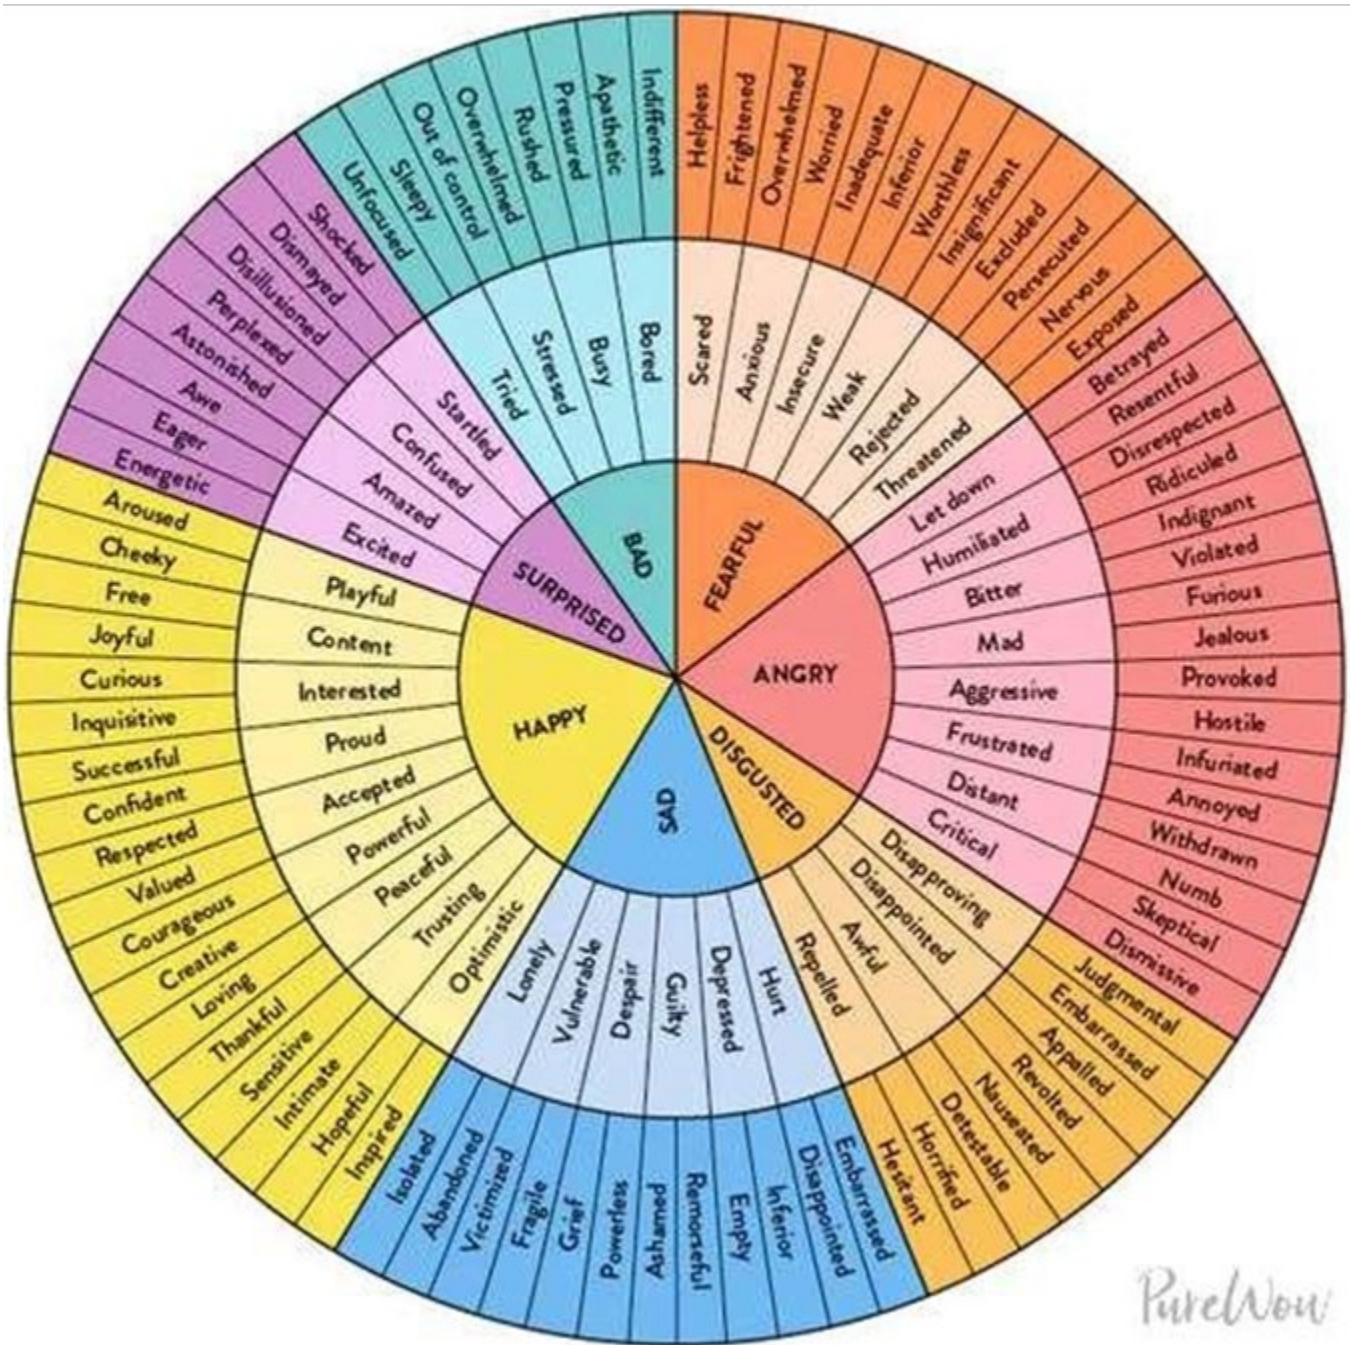 BAD
FEARFUL
ANGRY
DISGUSTED
SAD
HAPPY
SURPRISED
Scared
Anxious
Insecure
Weak
Rejected
Threatened
Let down
Humiliated
Bitter
Mad
Aggressive
Frustrated
Distant
Critical
Disapproving
Disappointed
Awful
Repelled
Hurt
Depressed
Guilty
Despair
Vulnerable
Lonely
Optimistic
Trusting
Peaceful
Powerful
Accepted
Proud
Interested
Content
Playful
Excited
Amazed
Confused
Startled
Tried
Stressed
Busy
Bored
Helpless
Frightened
Overwhelmed
Worried
Inadequate
Inferior
Worthless
Insignificant
Excluded
Persecuted
Nervous
Exposed
Betrayed
Resentful
Disrespected
Ridiculed
Indignant
Violated
Furious
Jealous
Provoked
Hostile
Infuriated
Annoyed
Withdrawn
Numb
Skeptical
Dismissive
Judgmental
Embarrassed
Appalled
Revolted
Nauseated
Detestable
Horrified
Hesitant
Embarrassed
Disappointed
Inferior
Empty
Remorseful
Ashamed
Powerless
Grief
Fragile
Victimized
Abandoned
Isolated
Inspired
Hopeful
Intimate
Sensitive
Thankful
Loving
Creative
Courageous
Valued
Respected
Confident
Successful
Inquisitive
Curious
Joyful
Free
Cheeky
Aroused
Energetic
Eager
Awe
Astonished
Perplexed
Disillusioned
Dismayed
Shocked
Unfocused
Sleepy
Out of control
Overwhelmed
Rushed
Pressured
Apathetic
Indifferent
PureWow